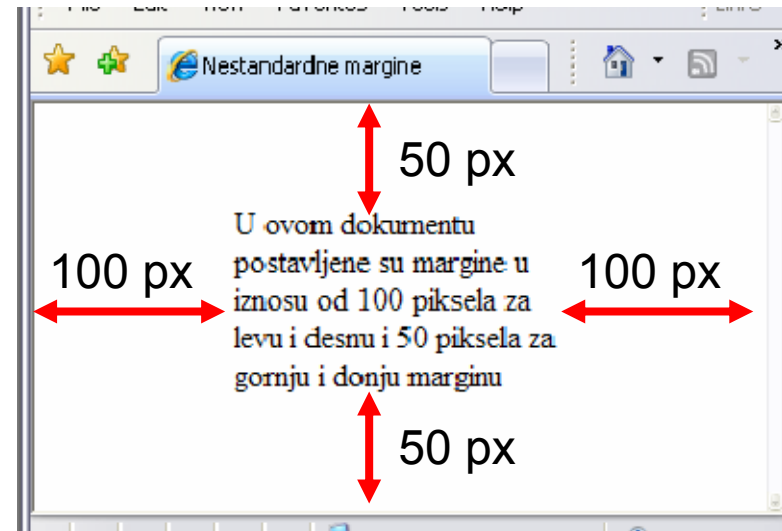 Nestandardne margine
50 px
U ovom dokumentu
postavljene su margine u
iznosu od 100 piksela za
levu i desnu i 50 piksela za
gornju i donju marginu
100 px
100 px
50 px